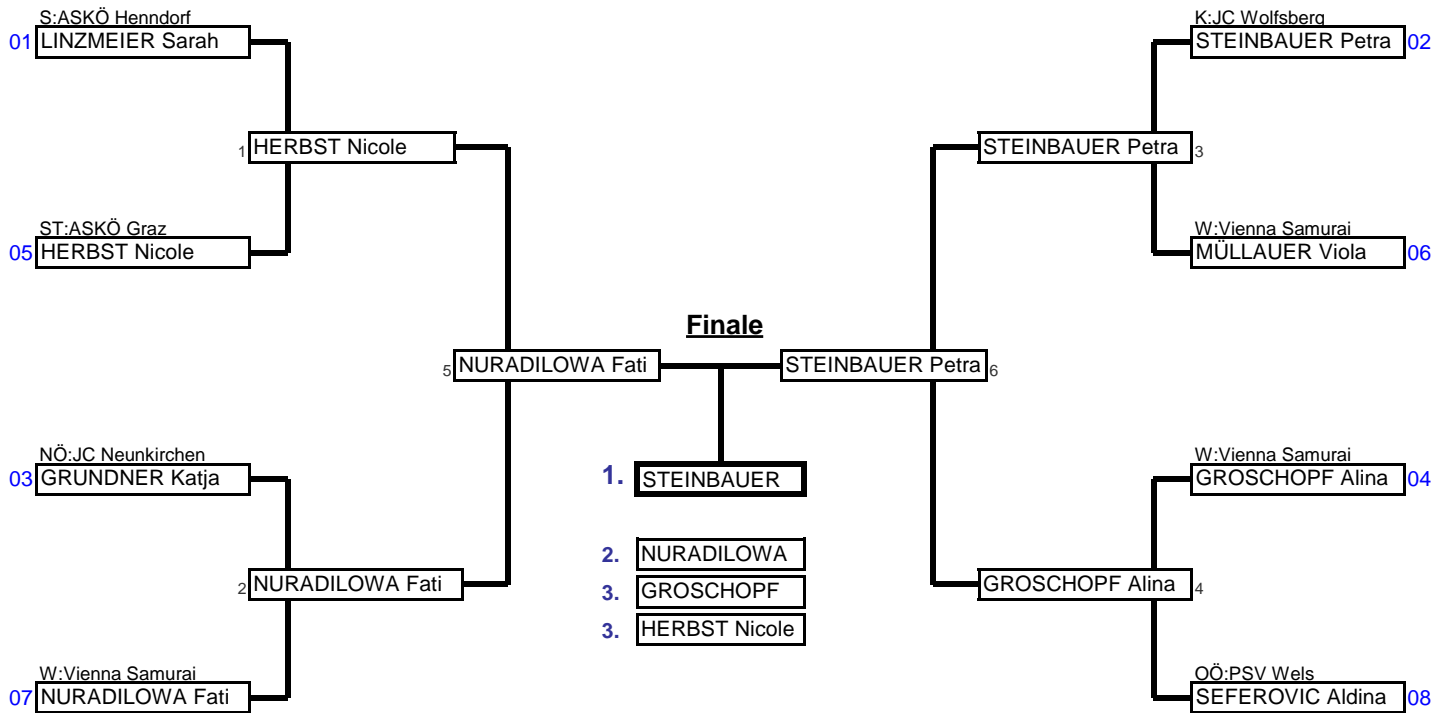 S:ASKÖ Henndorf
01 LINZMEIER Sarah
1 HERBST Nicole
ST:ASKÖ Graz
05 HERBST Nicole
5 NURADILOWA Fati
NÖ:JC Neunkirchen
03 GRUNDNER Katja
2 NURADILOWA Fati
W:Vienna Samurai
07 NURADILOWA Fati
Finale
1. STEINBAUER
2. NURADILOWA
3. GROSCHOPF
3. HERBST Nicole
K:JC Wolfsberg
STEINBAUER Petra 02
STEINBAUER Petra 3
W:Vienna Samurai
MÜLLAUER Viola 06
STEINBAUER Petra 6
W:Vienna Samurai
GROSCHOPF Alina 04
GROSCHOPF Alina 4
OÖ:PSV Wels
SEFEROVIC Aldina 08